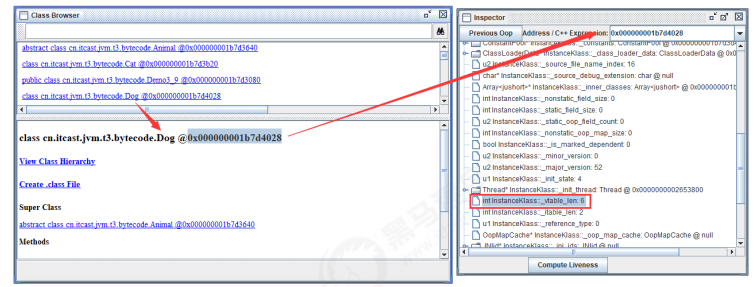 Class Browser
abstract class cn.itcast.jvm.t3.bytecode.Animal @0x000000001b7d3640
class cn.itcast.jvm.t3.bytecode.Cat @0x000000001b7d3b20
public class cn.itcast.jvm.t3.bytecode.Demo3_9 @0x000000001b7d3080
class cn.itcast.jvm.t3.bytecode.Dog @0x000000001b7d4028
class cn.itcast.jvm.t3.bytecode.Dog @0x000000001b7d4028
View Class Hierarchy
Create .class File
Super Class
abstract class cn.itcast.jvm.t3.bytecode.Animal @0x000000001b7d3640
Methods
Inspector
Previous Oop Address / C++ Expression: 0x000000001b7d4028
ConstantPool* InstanceKlass::_constants: ConstantPool @
ClassLoaderData* InstanceKlass::_class_loader_data: ClassLoaderData @ 0x0
u2 InstanceKlass::_source_file_name_index: 16
char* InstanceKlass::_source_debug_extension: char @ null
Array<jushort>* InstanceKlass::_inner_classes: Array<jushort> @ 0x000000001b
int InstanceKlass::_nonstatic_field_size: 0
int InstanceKlass::_static_field_size: 0
u2 InstanceKlass::_static_oop_field_count: 0
int InstanceKlass::_nonstatic_oop_map_size: 0
bool InstanceKlass::_is_marked_dependent: 0
u2 InstanceKlass::_minor_version: 0
u2 InstanceKlass::_major_version: 52
u1 InstanceKlass::_init_state: 4
Thread* InstanceKlass::_init_thread: Thread @ 0x0000000002653800
int InstanceKlass::_vtable_len: 6
int InstanceKlass::_itable_len: 2
u1 InstanceKlass::_reference_type: 0
OopMapCache* InstanceKlass::_oop_map_cache: OopMapCache @ null
JNIid* InstanceKlass::_jni_ids: JNIid @ null
Compute Liveness